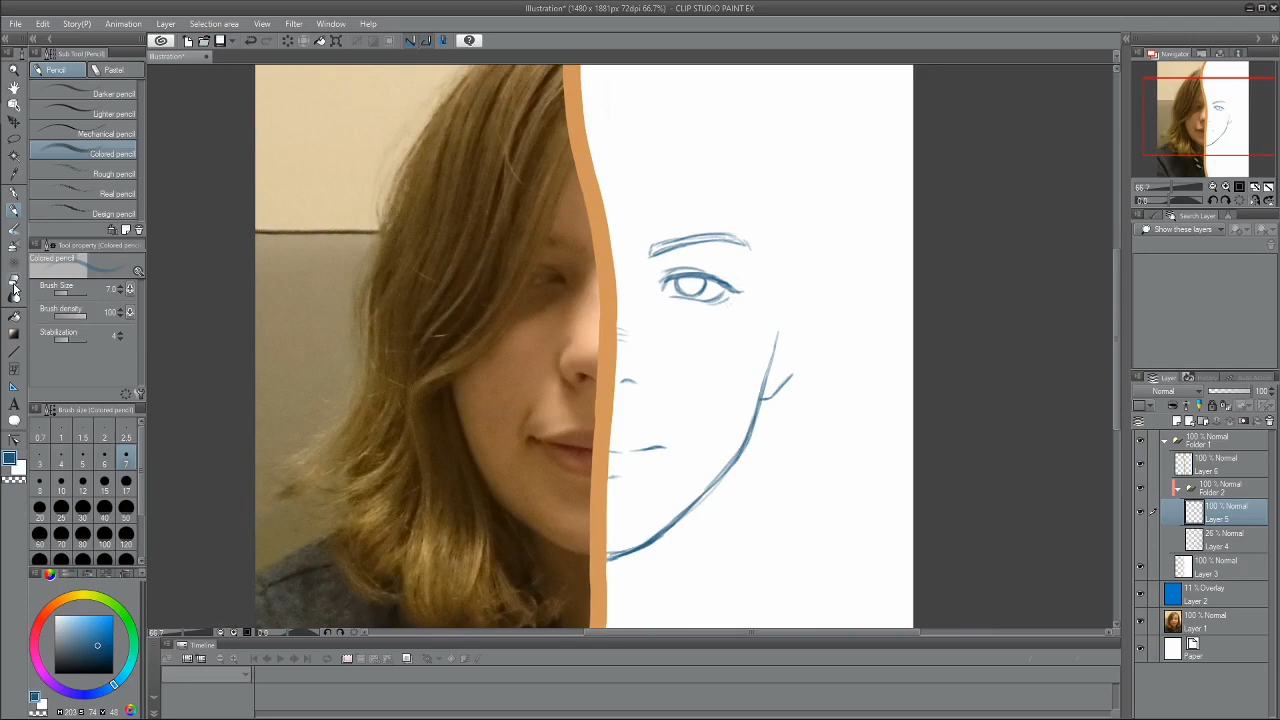 Illustration* (1480 x 1881px 72dpi 66.7%) - CLIP STUDIO PAINT EX
File Edit Story(P) Animation Layer Selection area View Filter Window Help
Sub Tool [Pencil]
Illustration*
Navigator
Pencil Pastel
Darker pencil
Lighter pencil
Mechanical pencil
Colored pencil
Rough pencil
Real pencil
Design pencil
Tool property [Colored pencil]
Colored pencil
Brush Size 7.0
Brush density 100
Stabilization 4
Brush size [Colored pencil]
0.7 1 1.5 2 2.5
3 4 5 6 7
8 10 12 15 17
20 25 30 40 50
60 70 80 100 120
H 203 S 74 V 48
66.7 0.0
Timeline
66.7
0.0
Search Layer
Show these layers
Layer
Normal 100
100 % Normal
Folder 1
100 % Normal
Layer 6
100 % Normal
Folder 2
100 % Normal
Layer 5
26 % Normal
Layer 4
100 % Normal
Layer 3
11 % Overlay
Layer 2
100 % Normal
Layer 1
Paper